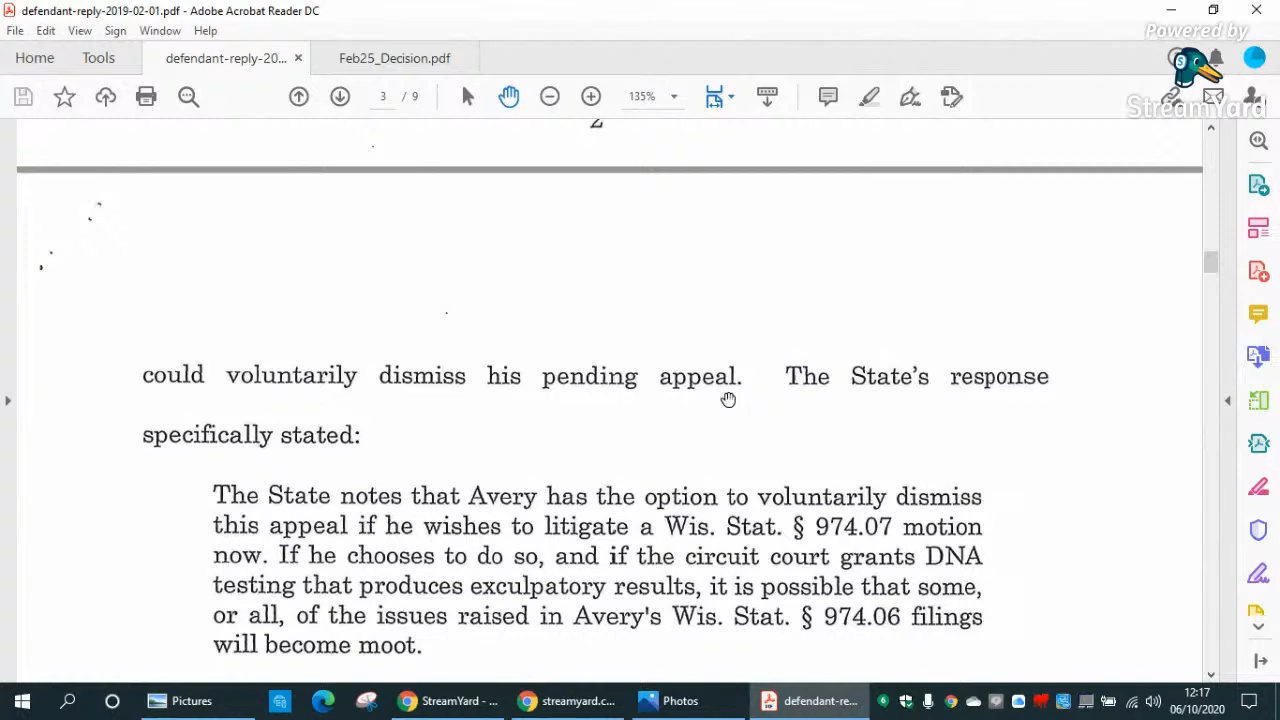 defendant-reply-2019-02-01.pdf - Adobe Acrobat Reader DC
File Edit View Sign Window Help
Powered by
Home Tools defendant-reply-20... × Feb25_Decision.pdf
3 / 9 135%
StreamYard
2
could voluntarily dismiss his pending appeal. The State's response
specifically stated:
The State notes that Avery has the option to voluntarily dismiss
this appeal if he wishes to litigate a Wis. Stat. § 974.07 motion
now. If he chooses to do so, and if the circuit court grants DNA
testing that produces exculpatory results, it is possible that some,
or all, of the issues raised in Avery's Wis. Stat. § 974.06 filings
will become moot.
Pictures StreamYard - ... streamyard.c... Photos defendant-re...
12:17
06/10/2020